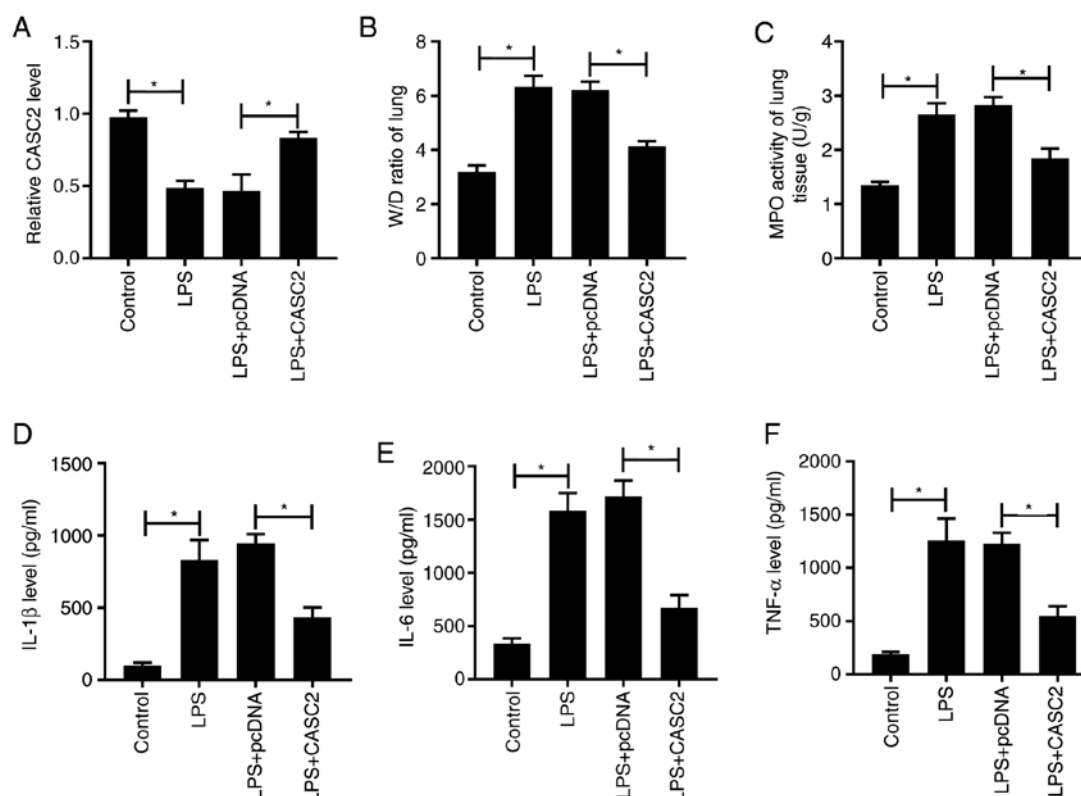 A
Relative CASC2 level
1.5
1.0
0.5
0.0
*
*
Control
LPS
LPS+pcDNA
LPS+CASC2
B
W/D ratio of lung
8
6
4
2
0
*
*
Control
LPS
LPS+pcDNA
LPS+CASC2
C
MPO activity of lung
tissue (U/g)
4
3
2
1
0
*
*
Control
LPS
LPS+pcDNA
LPS+CASC2
D
IL-1β level (pg/ml)
1500
1000
500
0
*
*
Control
LPS
LPS+pcDNA
LPS+CASC2
E
IL-6 level (pg/ml)
2000
1500
1000
500
0
*
*
Control
LPS
LPS+pcDNA
LPS+CASC2
F
TNF-α level (pg/ml)
2000
1500
1000
500
0
*
*
Control
LPS
LPS+pcDNA
LPS+CASC2